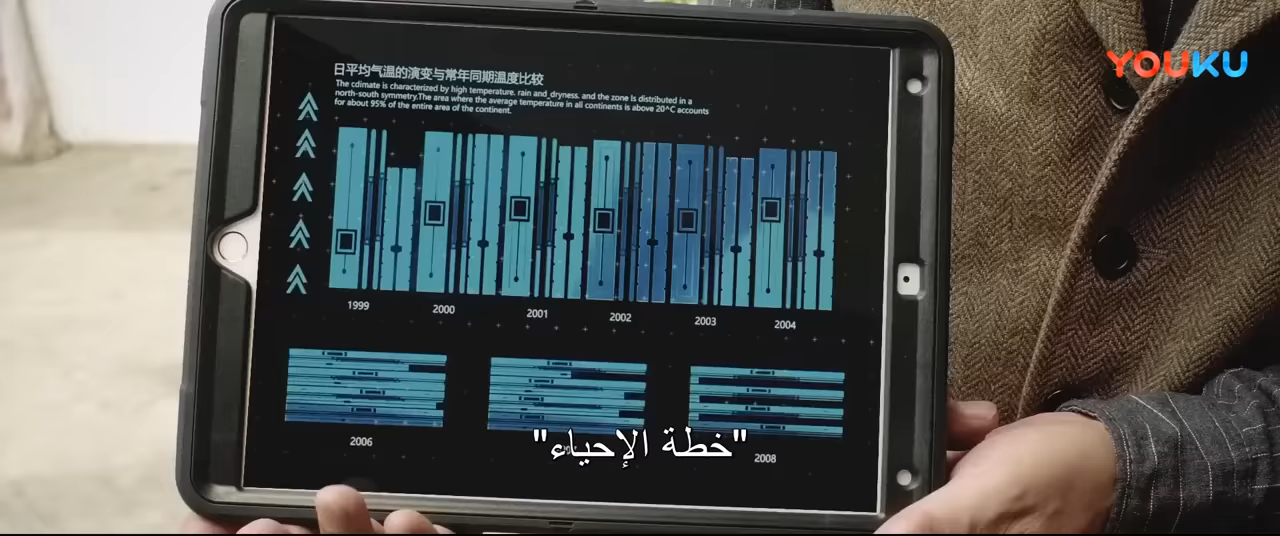 YOUKU
日平均气温的演变与常年同期温度比较
The cdimate is characterized by high temperature. rain and_dryness. and the zone ls distributed in a
north-south symmetry.The area where the average temperature in all continents is above 20^C accounts
for about 95% of the entire area of the continent.
1999
2000
2001
2002
2003
2004
2006
2008
"خطة الإحياء"